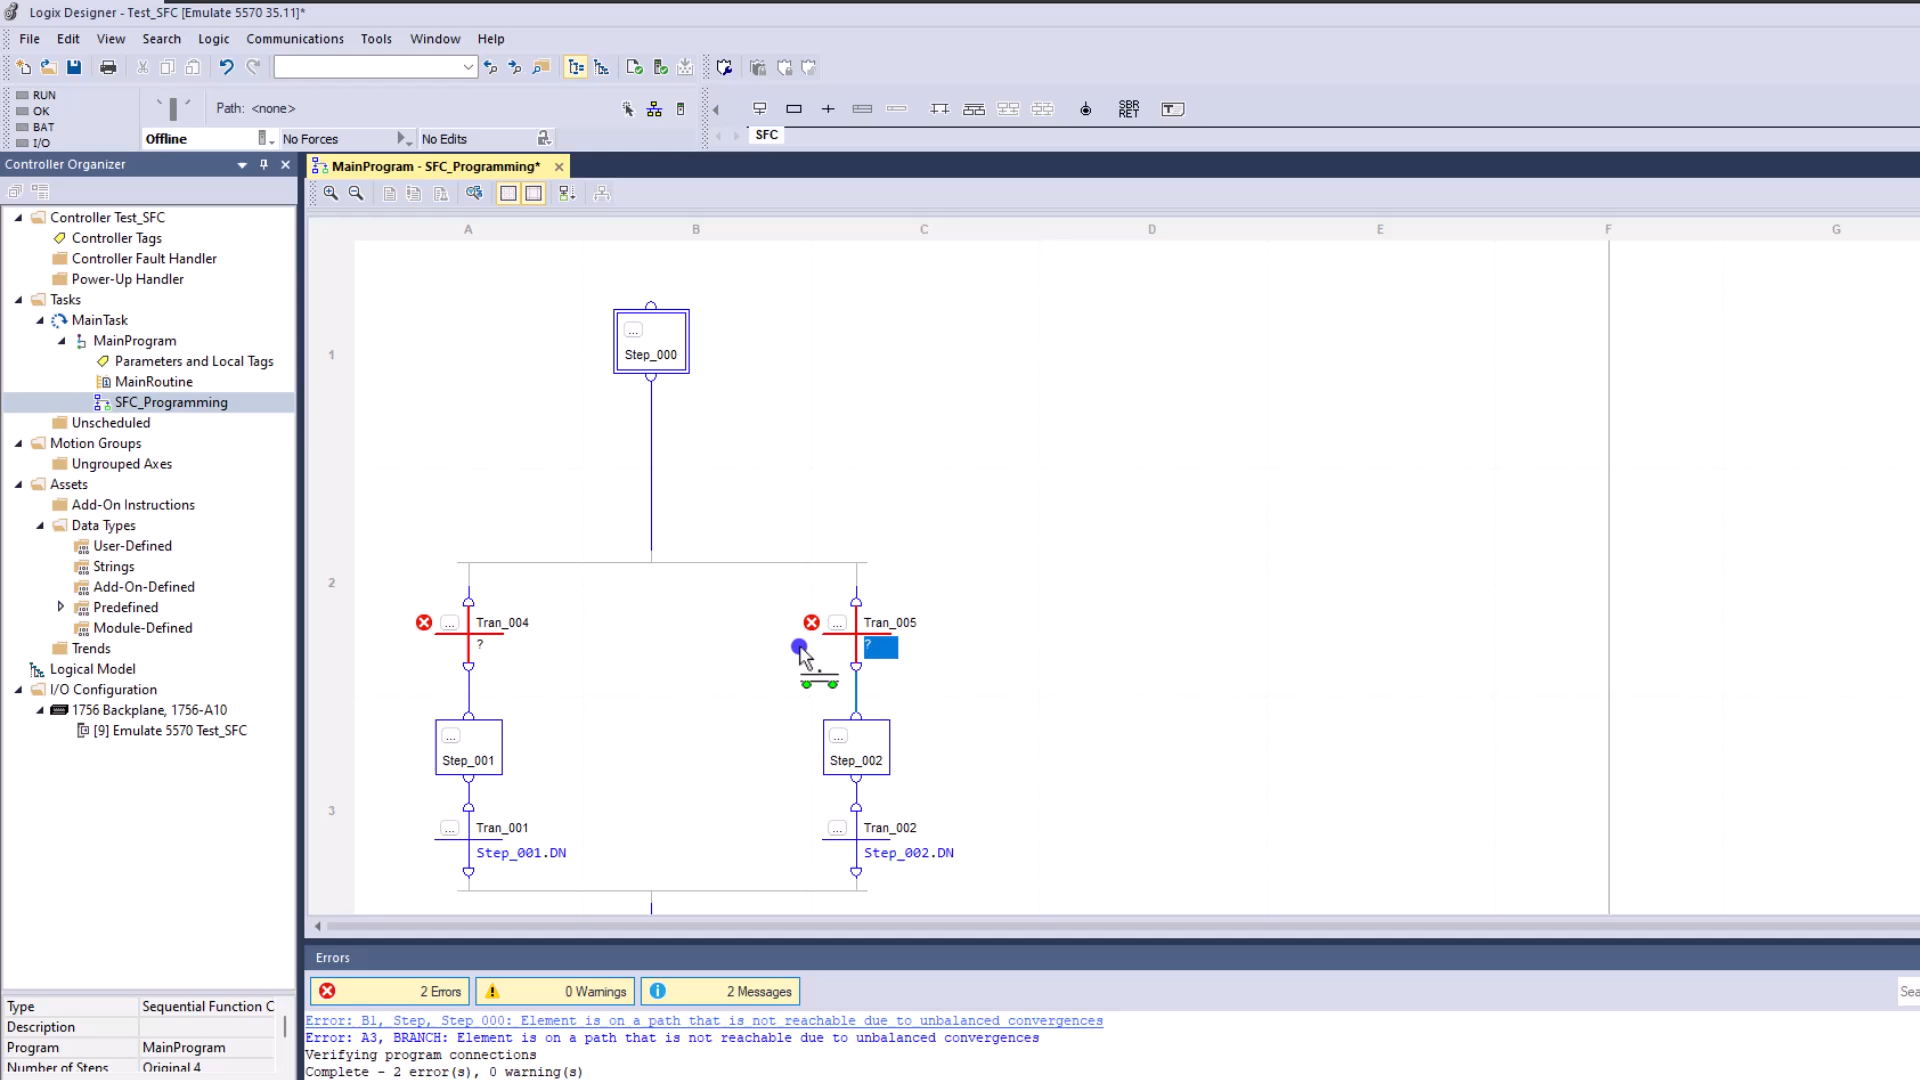 Logix Designer - Test_SFC [Emulate 5570 35.11]*
File Edit View Search Logic Communications Tools Window Help
RUN
OK
BAT
I/O
Path: <none>
Offline
No Forces
No Edits
SBR
RET
SFC
Controller Organizer
Controller Test_SFC
Controller Tags
Controller Fault Handler
Power-Up Handler
Tasks
MainTask
MainProgram
Parameters and Local Tags
MainRoutine
SFC_Programming
Unscheduled
Motion Groups
Ungrouped Axes
Assets
Add-On Instructions
Data Types
User-Defined
Strings
Add-On-Defined
Predefined
Module-Defined
Trends
Logical Model
I/O Configuration
1756 Backplane, 1756-A10
[9] Emulate 5570 Test_SFC
Type Sequential Function C
Description
Program MainProgram
Number of Steps Original 4
MainProgram - SFC_Programming*
A B C D E F G
1
...
Step_000
2
... Tran_004
?
... Tran_005
?
...
Step_001
...
Step_002
3
... Tran_001
Step_001.DN
... Tran_002
Step_002.DN
Errors
2 Errors
0 Warnings
2 Messages
Sea
Error: B1, Step, Step_000: Element is on a path that is not reachable due to unbalanced convergences
Error: A3, BRANCH: Element is on a path that is not reachable due to unbalanced convergences
Verifying program connections
Complete - 2 error(s), 0 warning(s)